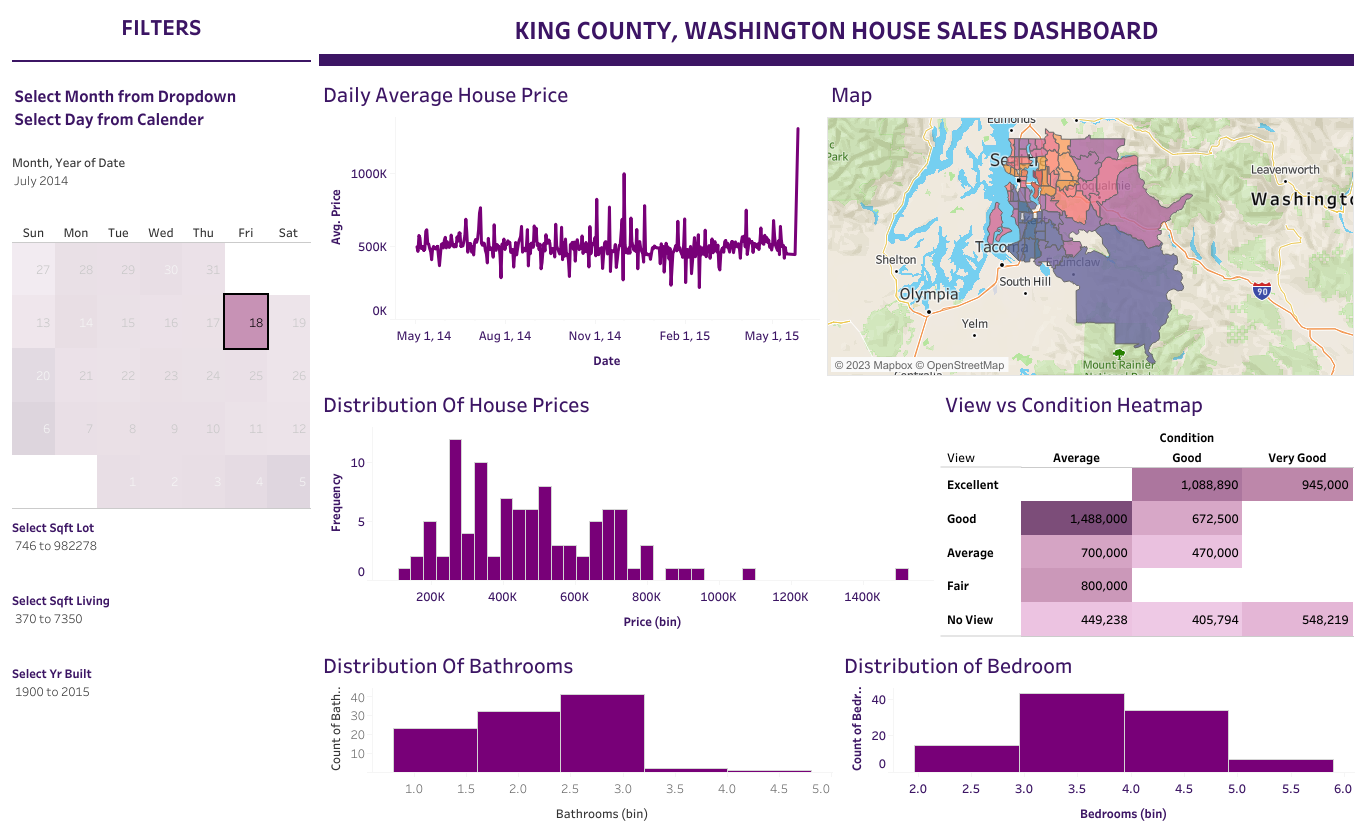 FILTERS
KING COUNTY, WASHINGTON HOUSE SALES DASHBOARD
Select Month from Dropdown
Select Day from Calender
Month, Year of Date
July 2014
Sun Mon Tue Wed Thu Fri Sat
27 28 29 30 31
13 14 15 16 17 18 19
20 21 22 23 24 25 26
6 7 8 9 10 11 12
1 2 3 4 5
Select Sqft Lot
746 to 982278
Select Sqft Living
370 to 7350
Select Yr Built
1900 to 2015
Daily Average House Price
Avg. Price
1000K
500K
0K
May 1, 14 Aug 1, 14 Nov 1, 14 Feb 1, 15 May 1, 15
Date
Map
Edmonds
Park
Leavenworth
Tacoma
Enumclaw
Shelton
South Hill
Olympia
90
Yelm
Mount Rainier
© 2023 Mapbox © OpenStreetMap
Distribution Of House Prices
Frequency
10
5
0
200K 400K 600K 800K 1000K 1200K 1400K
Price (bin)
View vs Condition Heatmap
Condition
View Average Good Very Good
Excellent 1,088,890 945,000
Good 1,488,000 672,500
Average 700,000 470,000
Fair 800,000
No View 449,238 405,794 548,219
Distribution Of Bathrooms
Count of Bath..
40
30
20
10
1.0 1.5 2.0 2.5 3.0 3.5 4.0 4.5 5.0
Bathrooms (bin)
Distribution of Bedroom
Count of Bedr..
40
20
0
2.0 2.5 3.0 3.5 4.0 4.5 5.0 5.5 6.0
Bedrooms (bin)